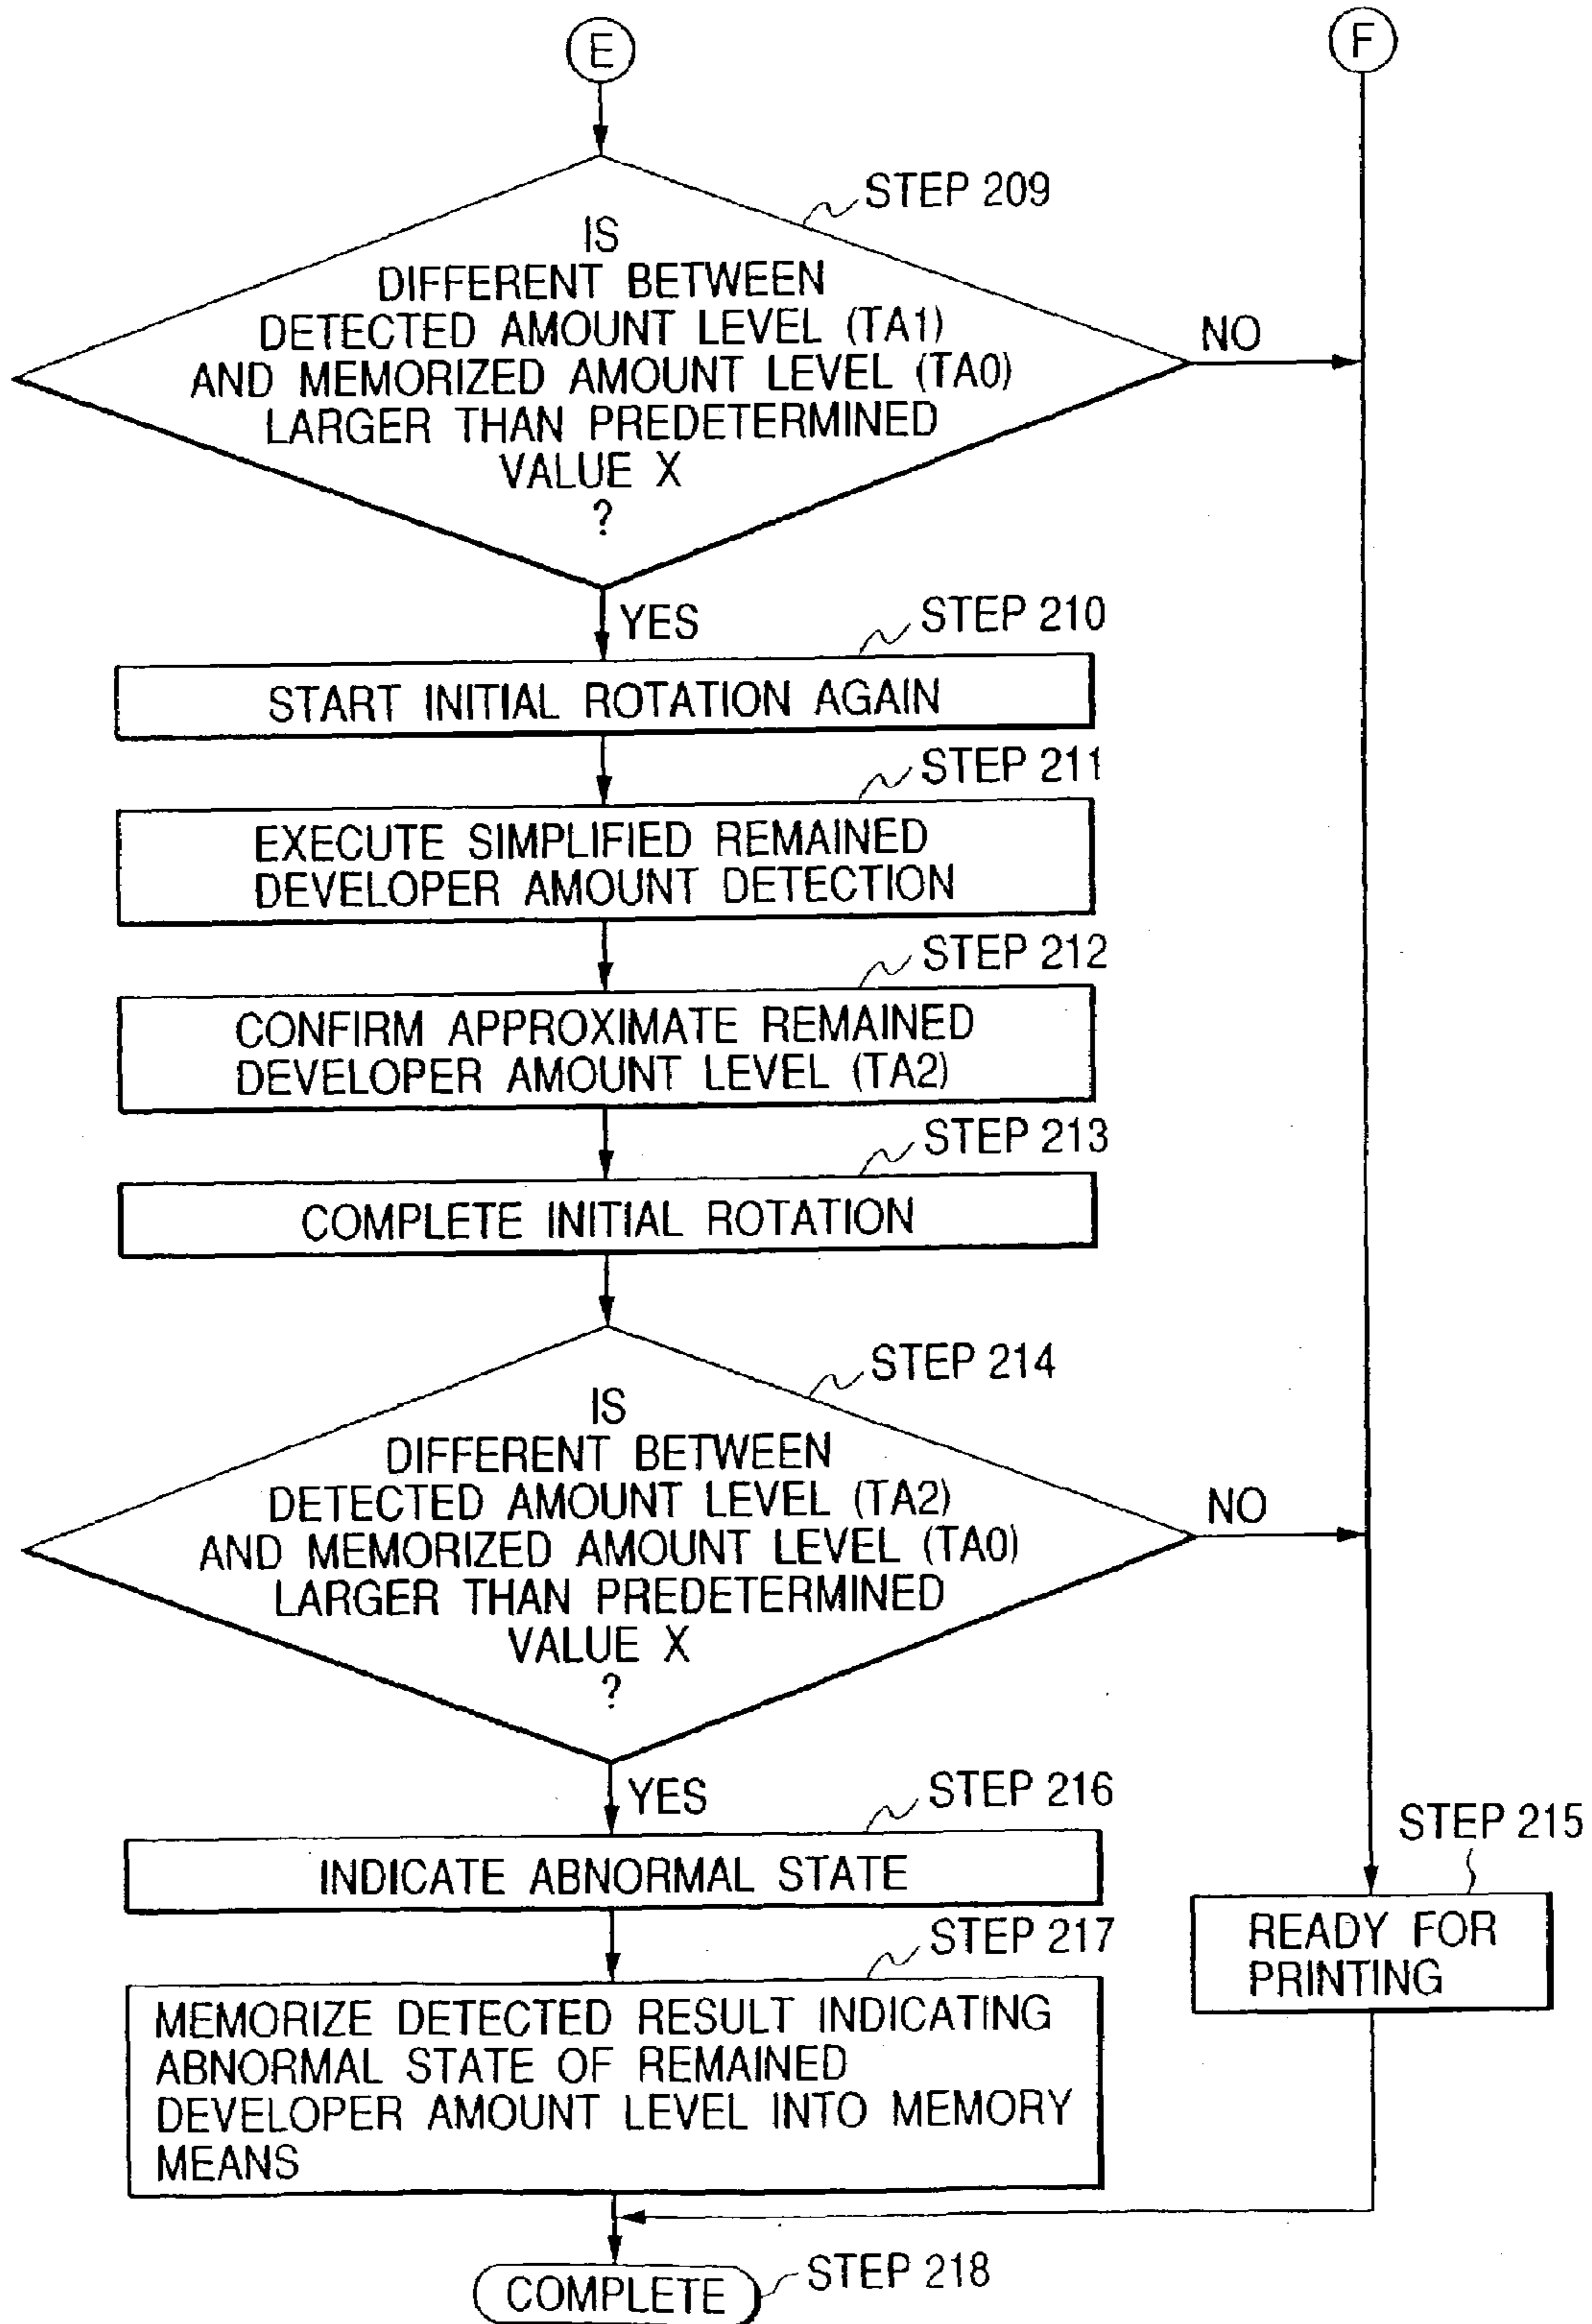 E
F
STEP 209
IS
DIFFERENT BETWEEN
DETECTED AMOUNT LEVEL (TA1)
AND MEMORIZED AMOUNT LEVEL (TA0)
LARGER THAN PREDETERMINED
VALUE X
?
NO
YES
STEP 210
START INITIAL ROTATION AGAIN
STEP 211
EXECUTE SIMPLIFIED REMAINED
DEVELOPER AMOUNT DETECTION
STEP 212
CONFIRM APPROXIMATE REMAINED
DEVELOPER AMOUNT LEVEL (TA2)
STEP 213
COMPLETE INITIAL ROTATION
STEP 214
IS
DIFFERENT BETWEEN
DETECTED AMOUNT LEVEL (TA2)
AND MEMORIZED AMOUNT LEVEL (TA0)
LARGER THAN PREDETERMINED
VALUE X
?
NO
YES
STEP 216
INDICATE ABNORMAL STATE
STEP 215
READY FOR
PRINTING
STEP 217
MEMORIZE DETECTED RESULT INDICATING
ABNORMAL STATE OF REMAINED
DEVELOPER AMOUNT LEVEL INTO MEMORY
MEANS
COMPLETE
STEP 218